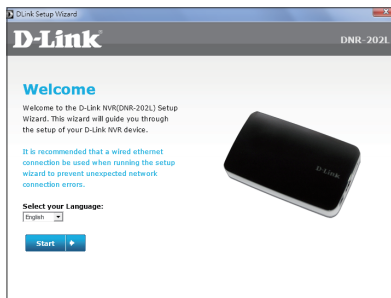 DLink Setup Wizard
D-Link
DNR-202L
Welcome
Welcome to the D-Link NVR(DNR-202L) Setup
Wizard. This wizard will guide you through
the setup of your D-Link NVR device.
It is recommended that a wired ethernet
connection be used when running the setup
wizard to prevent unexpected network
connection errors.
D-Link
Select your Language:
English
Start